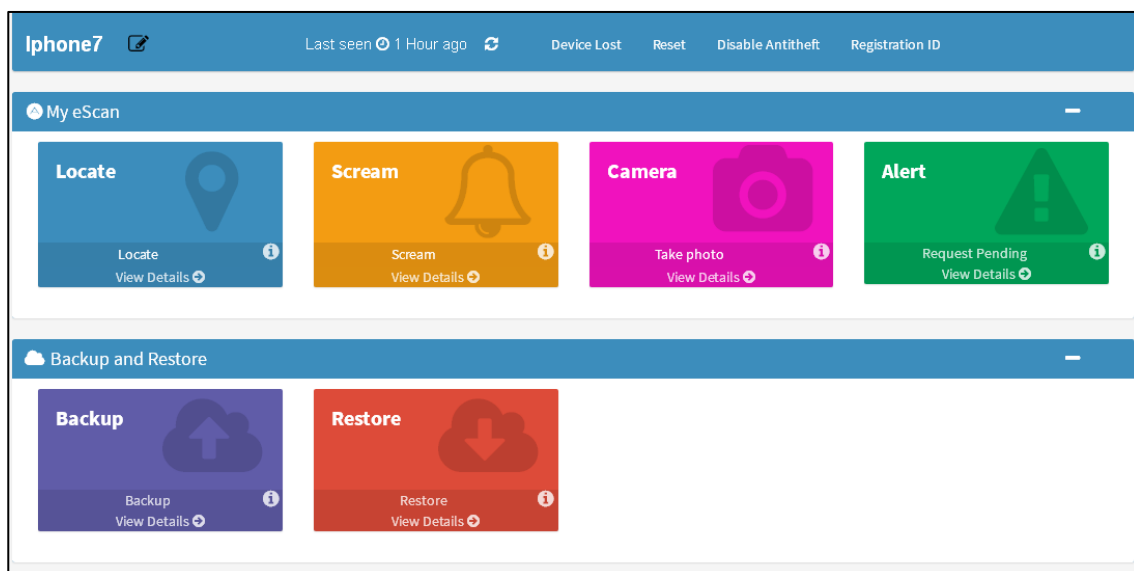 Iphone7 Last seen 1 Hour ago Device Lost Reset Disable Antitheft Registration ID
My eScan
Locate
Locate
View Details
Scream
Scream
View Details
Camera
Take photo
View Details
Alert
Request Pending
View Details
Backup and Restore
Backup
Backup
View Details
Restore
Restore
View Details